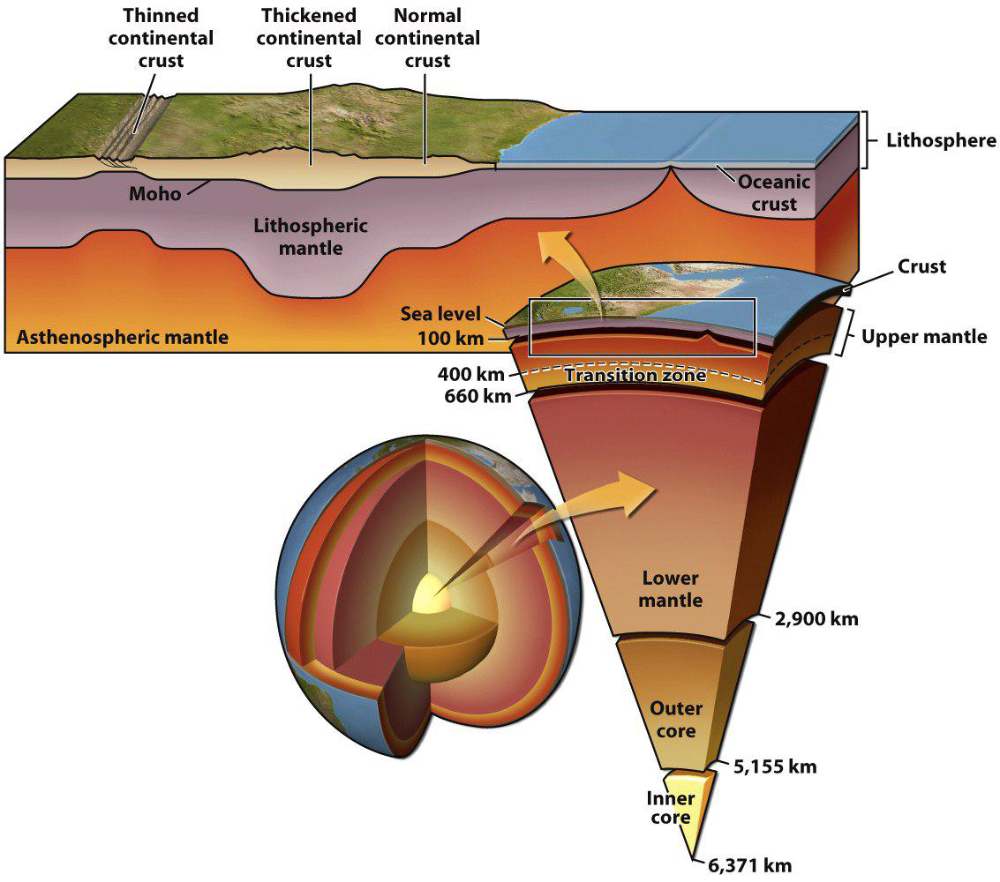 Thinned
continental
crust
Thickened
continental
crust
Normal
continental
crust
Lithosphere
Moho
Oceanic
crust
Lithospheric
mantle
Crust
Sea level
100 km
Asthenospheric mantle
Upper mantle
400 km
Transition zone
660 km
Lower
mantle
2,900 km
Outer
core
5,155 km
Inner
core
6,371 km